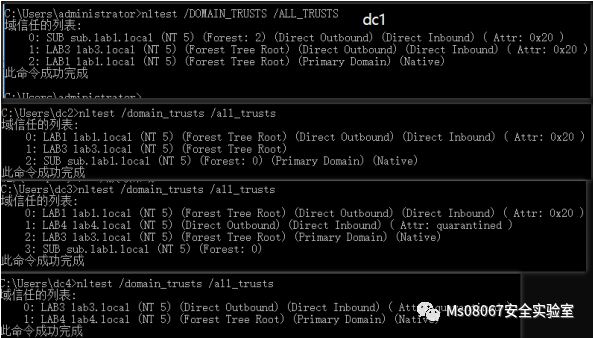 C:\Users\administrator>nltest /DOMAIN_TRUSTS /ALL_TRUSTS
dc1
域信任的列表:
0: SUB sub.lab1.local (NT 5) (Forest: 2) (Direct Outbound) (Direct Inbound) ( Attr: 0x20 )
1: LAB3 lab3.local (NT 5) (Forest Tree Root) (Direct Outbound) (Direct Inbound) ( Attr: 0x20 )
2: LAB1 lab1.local (NT 5) (Forest Tree Root) (Primary Domain) (Native)
此命令成功完成
C:\Users\administrator>
C:\Users\dc2>nltest /domain_trusts /all_trusts
域信任的列表:
0: LAB1 lab1.local (NT 5) (Forest Tree Root) (Direct Outbound) (Direct Inbound) ( Attr: 0x20 )
1: LAB3 lab3.local (NT 5) (Forest Tree Root)
2: SUB sub.lab1.local (NT 5) (Forest: 0) (Primary Domain) (Native)
此命令成功完成
C:\Users\dc3>nltest /domain_trusts /all_trusts
域信任的列表:
0: LAB1 lab1.local (NT 5) (Forest Tree Root) (Direct Outbound) (Direct Inbound) ( Attr: 0x20 )
1: LAB4 lab4.local (NT 5) (Direct Outbound) (Direct Inbound) ( Attr: quarantined )
2: LAB3 lab3.local (NT 5) (Forest Tree Root) (Primary Domain) (Native)
3: SUB sub.lab1.local (NT 5) (Forest: 0)
此命令成功完成
C:\Users\dc4>nltest /domain_trusts /all_trusts
域信任的列表:
0: LAB3 lab3.local (NT 5) (Direct Outbound) (Direct Inbound) ( Attr:
1: LAB4 lab4.local (NT 5) (Forest Tree Root) (Primary Domain) (Native)
此命令成功完成
Ms08067安全实验室